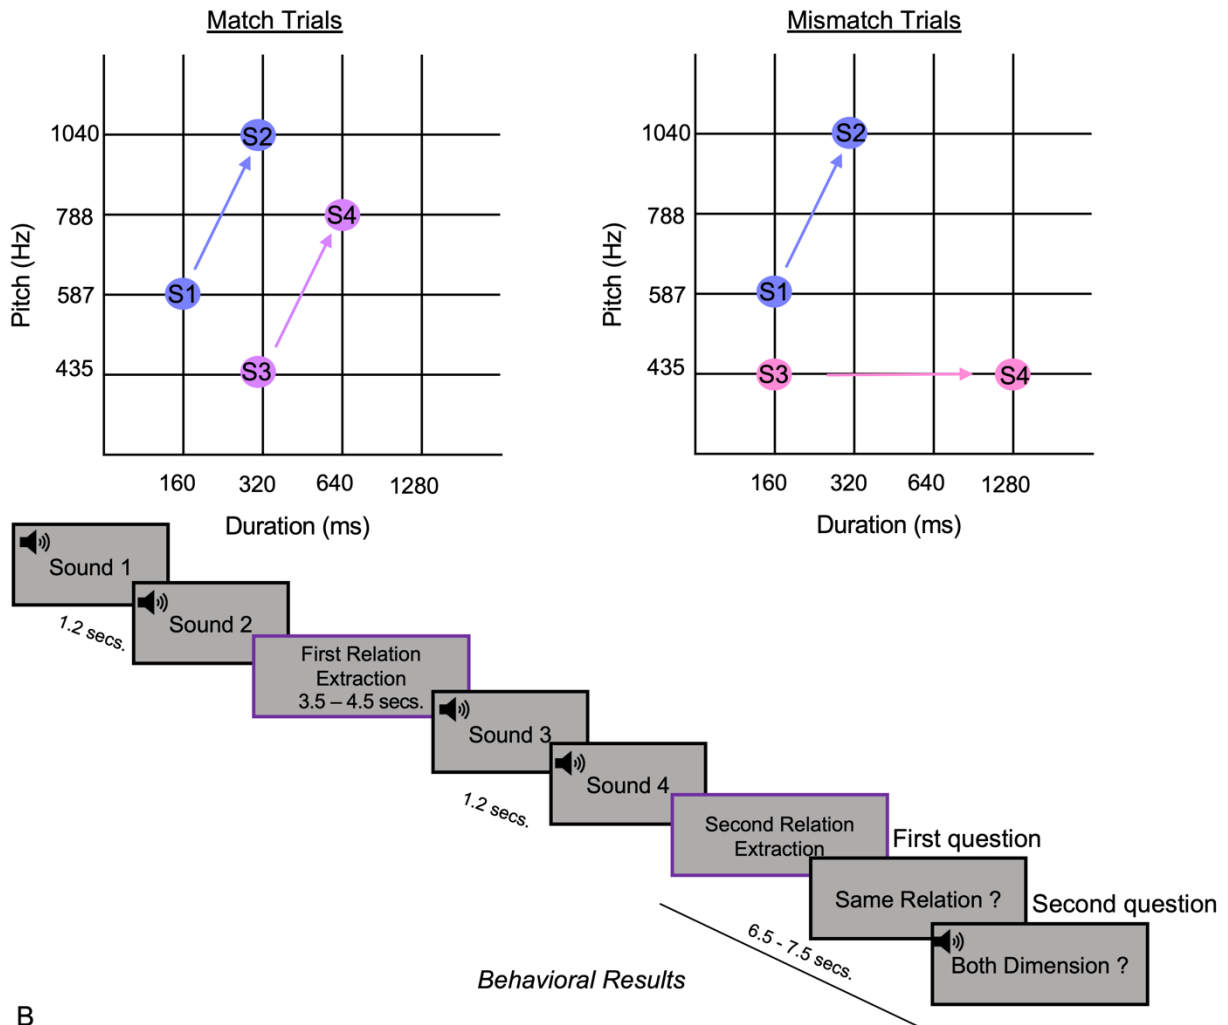 Match Trials
Mismatch Trials
1040
788
587
435
Pitch (Hz)
S2
S4
S1
S3
160
320
640
1280
Duration (ms)
1040
788
587
435
Pitch (Hz)
S2
S1
S3
S4
160
320
640
1280
Duration (ms)
Sound 1
1.2 secs.
Sound 2
First Relation
Extraction
3.5 – 4.5 secs.
Sound 3
1.2 secs.
Sound 4
Second Relation
Extraction
First question
Same Relation ?
Second question
6.5 - 7.5 secs.
Both Dimension ?
Behavioral Results
B